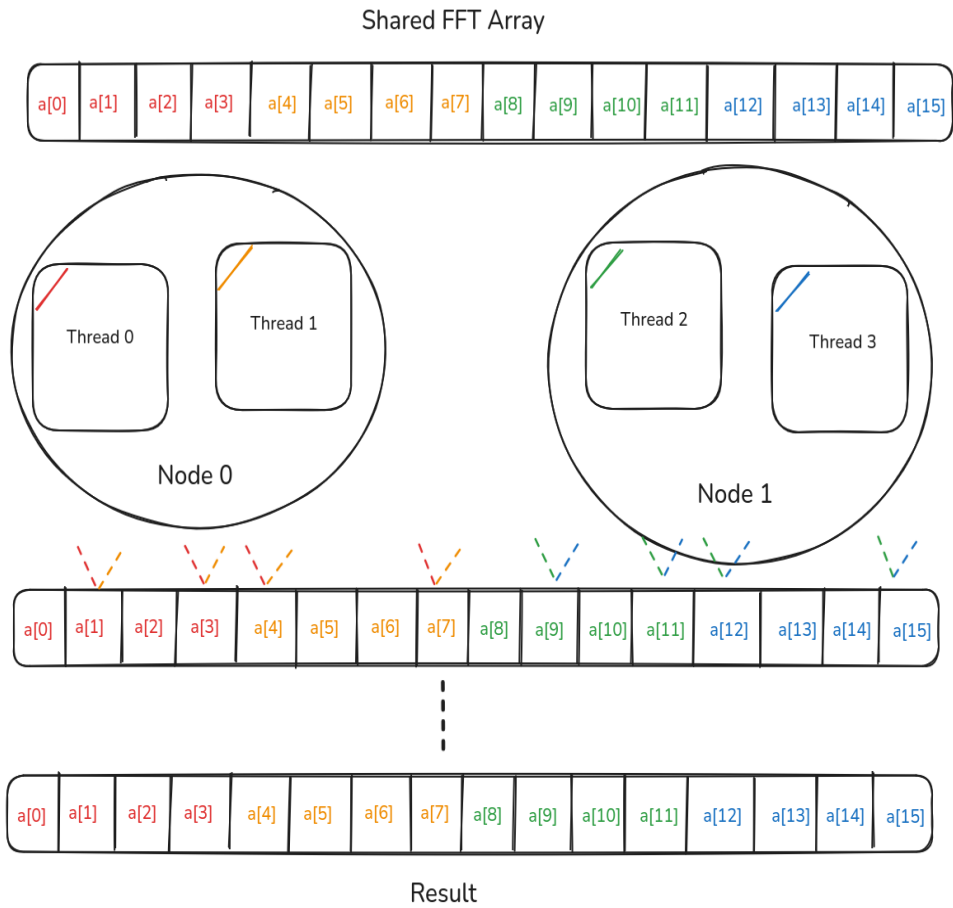 Shared FFT Array
a[0] a[1] a[2] a[3] a[4] a[5] a[6] a[7] a[8] a[9] a[10] a[11] a[12] a[13] a[14] a[15]
Thread 0
Thread 1
Node 0
Thread 2
Thread 3
Node 1
a[0] a[1] a[2] a[3] a[4] a[5] a[6] a[7] a[8] a[9] a[10] a[11] a[12] a[13] a[14] a[15]
a[0] a[1] a[2] a[3] a[4] a[5] a[6] a[7] a[8] a[9] a[10] a[11] a[12] a[13] a[14] a[15]
Result